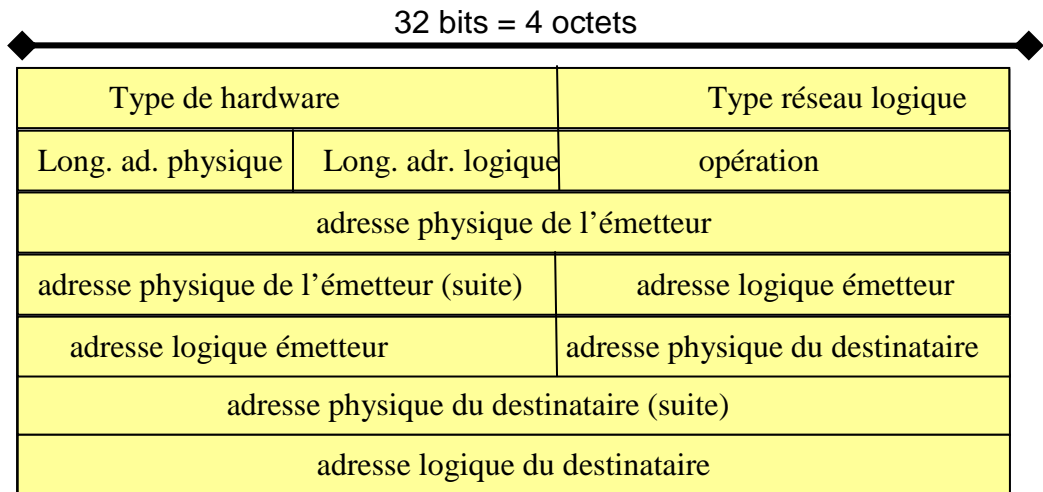 32 bits = 4 octets
Type de hardware Type réseau logique
Long. ad. physique Long. adr. logique opération
adresse physique de l’émetteur
adresse physique de l’émetteur (suite) adresse logique émetteur
adresse logique émetteur adresse physique du destinataire
adresse physique du destinataire (suite)
adresse logique du destinataire